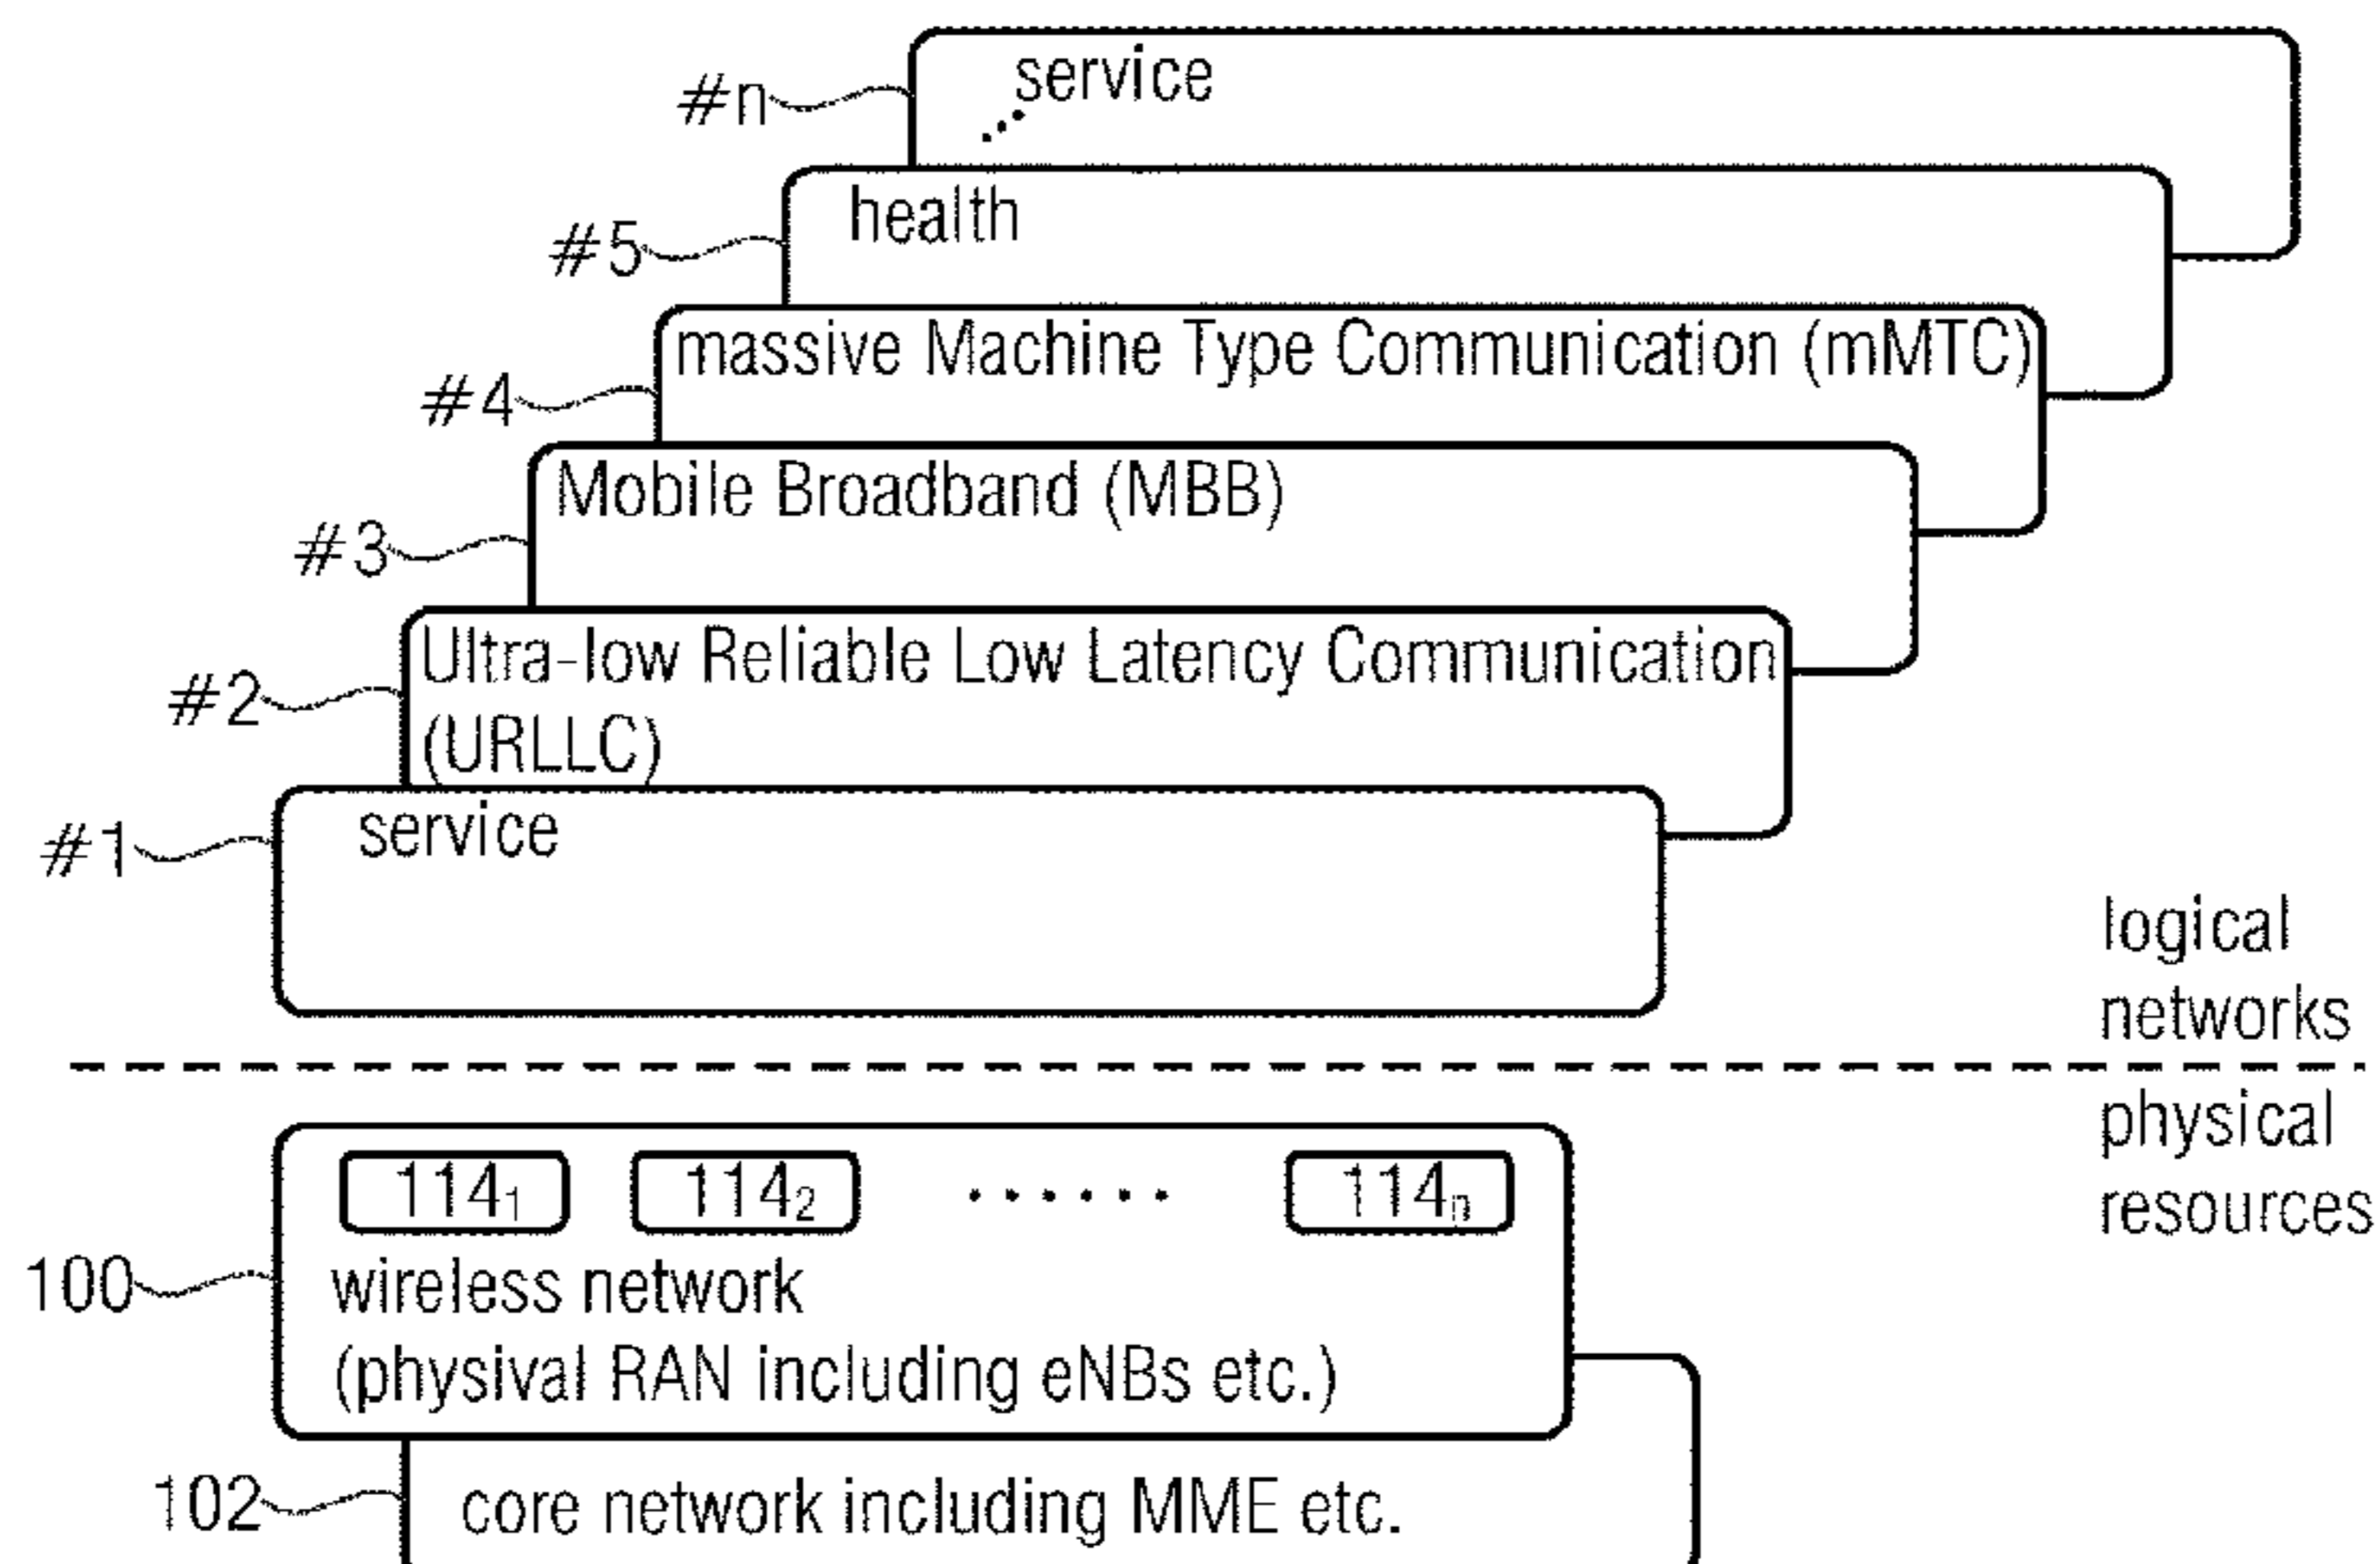 #n service
#5 health
#4 massive Machine Type Communication (mMTC)
#3 Mobile Broadband (MBB)
#2 Ultra-low Reliable Low Latency Communication
(URLLC)
#1 service
logical
networks
physical
resources
114₁ 114₂ ...... 114ₙ
100 wireless network
(physival RAN including eNBs etc.)
102 core network including MME etc.